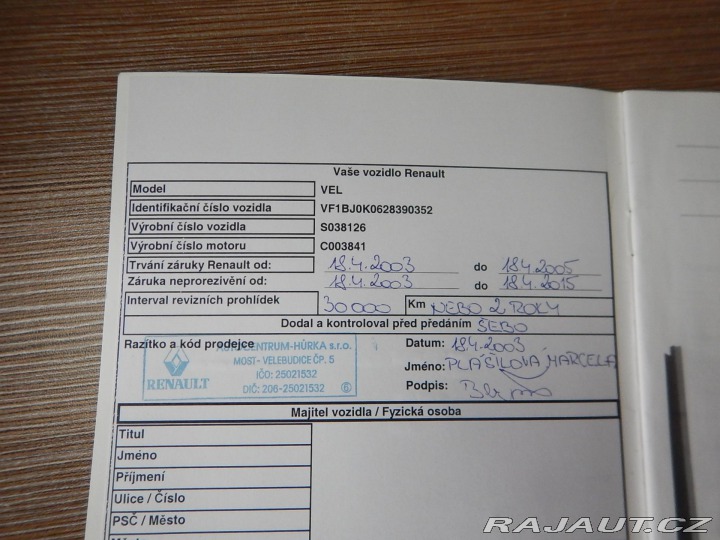 Vaše vozidlo Renault
Model VEL
Identifikační číslo vozidla VF1BJ0K0628390352
Výrobní číslo vozidla S038126
Výrobní číslo motoru C003841
Trvání záruky Renault od: 18.4.2003 do 18.4.2005
Záruka neprorezivění od: 18.4.2003 do 18.4.2015
Interval revizních prohlídek 30000 Km NEBO 2 ROKY
Dodal a kontroloval před předáním ŠEBO
Razítko a kód prodejce Datum: 18.4.2003
CENTRUM-HŮRKA s.r.o.
MOST-VELEBUDICE ČP. 5
IČO: 25021532
DIČ: 206-25021532 6
RENAULT
Jméno: PLÁŠILOVÁ MARCELA
Podpis:
Majitel vozidla / Fyzická osoba
Titul
Jméno
Příjmení
Ulice / Číslo
PSČ / Město
RAJAUT.CZ